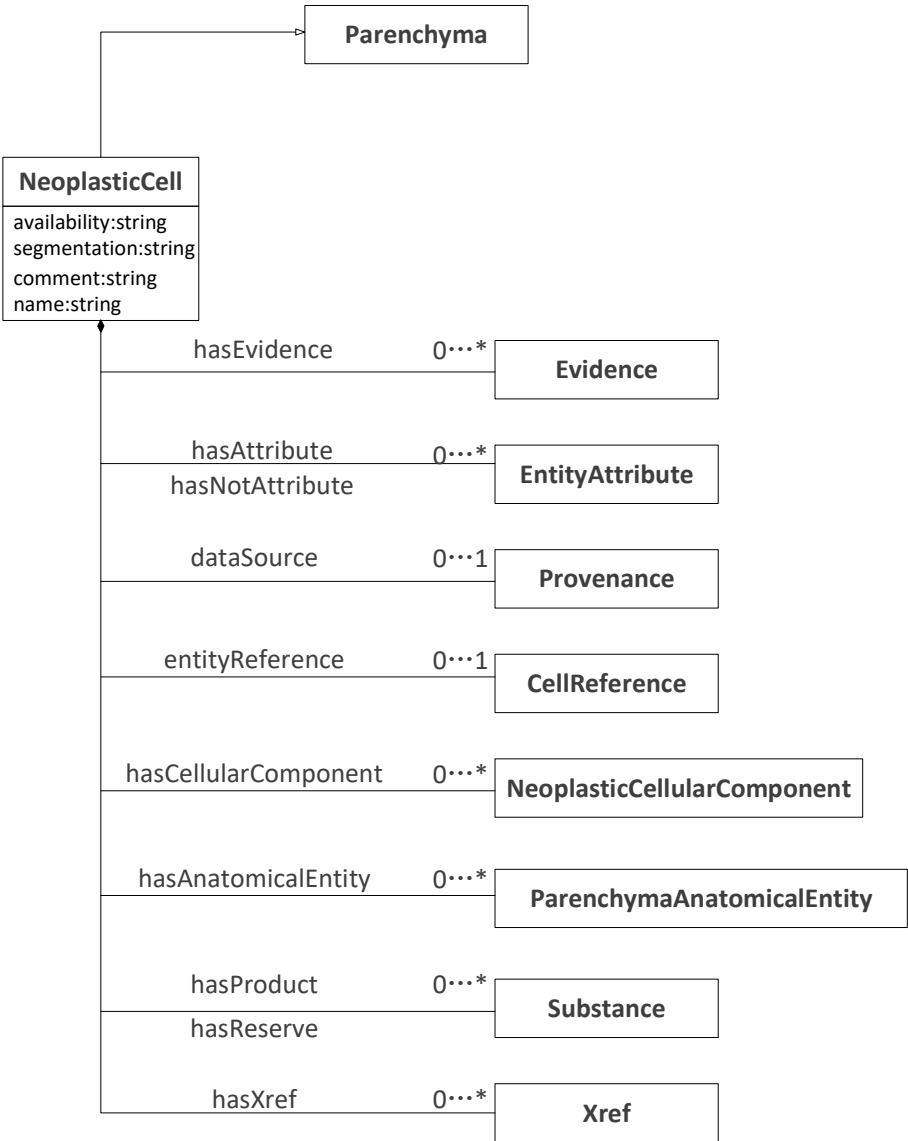 Parenchyma
NeoplasticCell
availability:string
segmentation:string
comment:string
name:string
hasEvidence 0···*
Evidence
hasAttribute 0···*
hasNotAttribute
EntityAttribute
dataSource 0···1
Provenance
entityReference 0···1
CellReference
hasCellularComponent 0···*
NeoplasticCellularComponent
hasAnatomicalEntity 0···*
ParenchymaAnatomicalEntity
hasProduct 0···*
hasReserve
Substance
hasXref 0···*
Xref